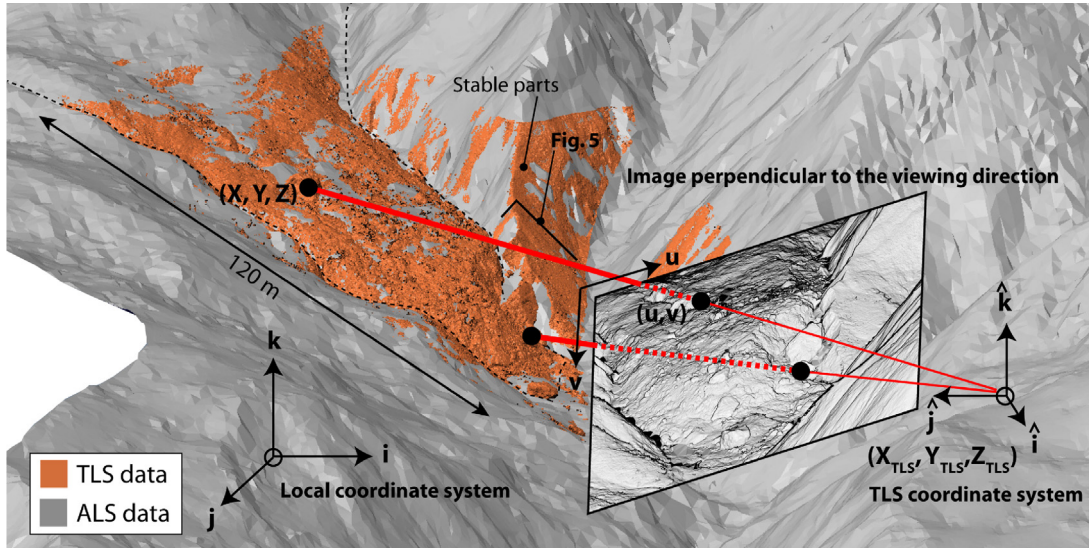 Stable parts
Fig. 5
Image perpendicular to the viewing direction
(X, Y, Z)
u
120 m
(u,v)
k̂
k
v
ĵ
î
(X_TLS, Y_TLS, Z_TLS)
i
TLS data
Local coordinate system
TLS coordinate system
j
ALS data